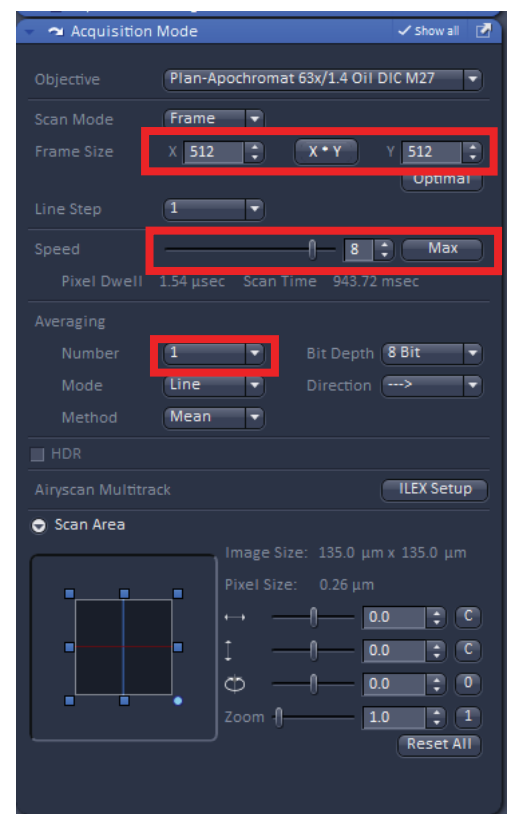 Acquisition Mode Show all
Objective Plan-Apochromat 63x/1.4 Oil DIC M27
Scan Mode Frame
Frame Size X 512 X * Y Y 512
Optimal
Line Step 1
Speed 8 Max
Pixel Dwell 1.54 µsec Scan Time 943.72 msec
Averaging
Number 1 Bit Depth 8 Bit
Mode Line Direction --->
Method Mean
HDR
Airyscan Multitrack ILEX Setup
Scan Area
Image Size: 135.0 µm x 135.0 µm
Pixel Size: 0.26 µm
0.0 C
0.0 C
0.0 0
Zoom 1.0 1
Reset All